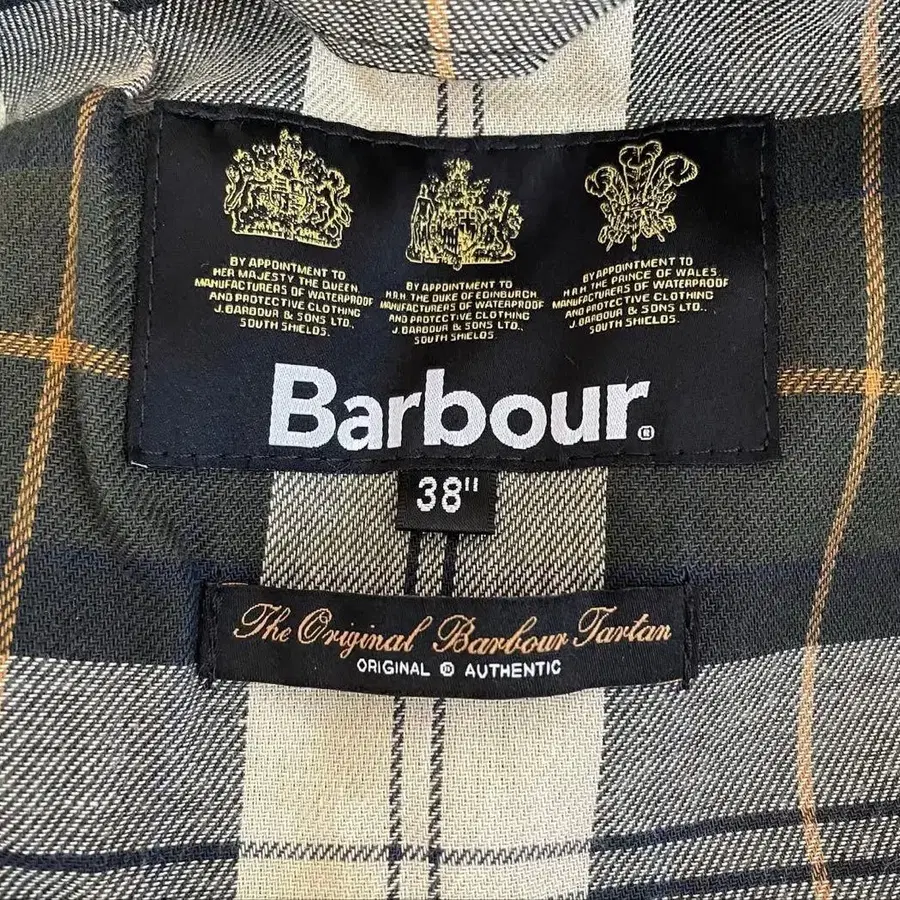 BY APPOINTMENT TO
HER MAJESTY THE QUEEN
MANUFACTURERS OF WATERPROOF
AND PROTECTIVE CLOTHING
J. BARBOUR & SONS LTD.,
SOUTH SHIELDS.
BY APPOINTMENT TO
H.R.H. THE DUKE OF EDINBURGH
MANUFACTURERS OF WATERPROOF
AND PROTECTIVE CLOTHING
J. BARBOUR & SONS LTD.,
SOUTH SHIELDS
BY APPOINTMENT TO
H.R.H. THE PRINCE OF WALES
MANUFACTURERS OF WATERPROOF
AND PROTECTIVE CLOTHING
J. BARBOUR & SONS LTD.,
SOUTH SHIELDS
Barbour®
38"
The Original Barbour Tartan
ORIGINAL ® AUTHENTIC